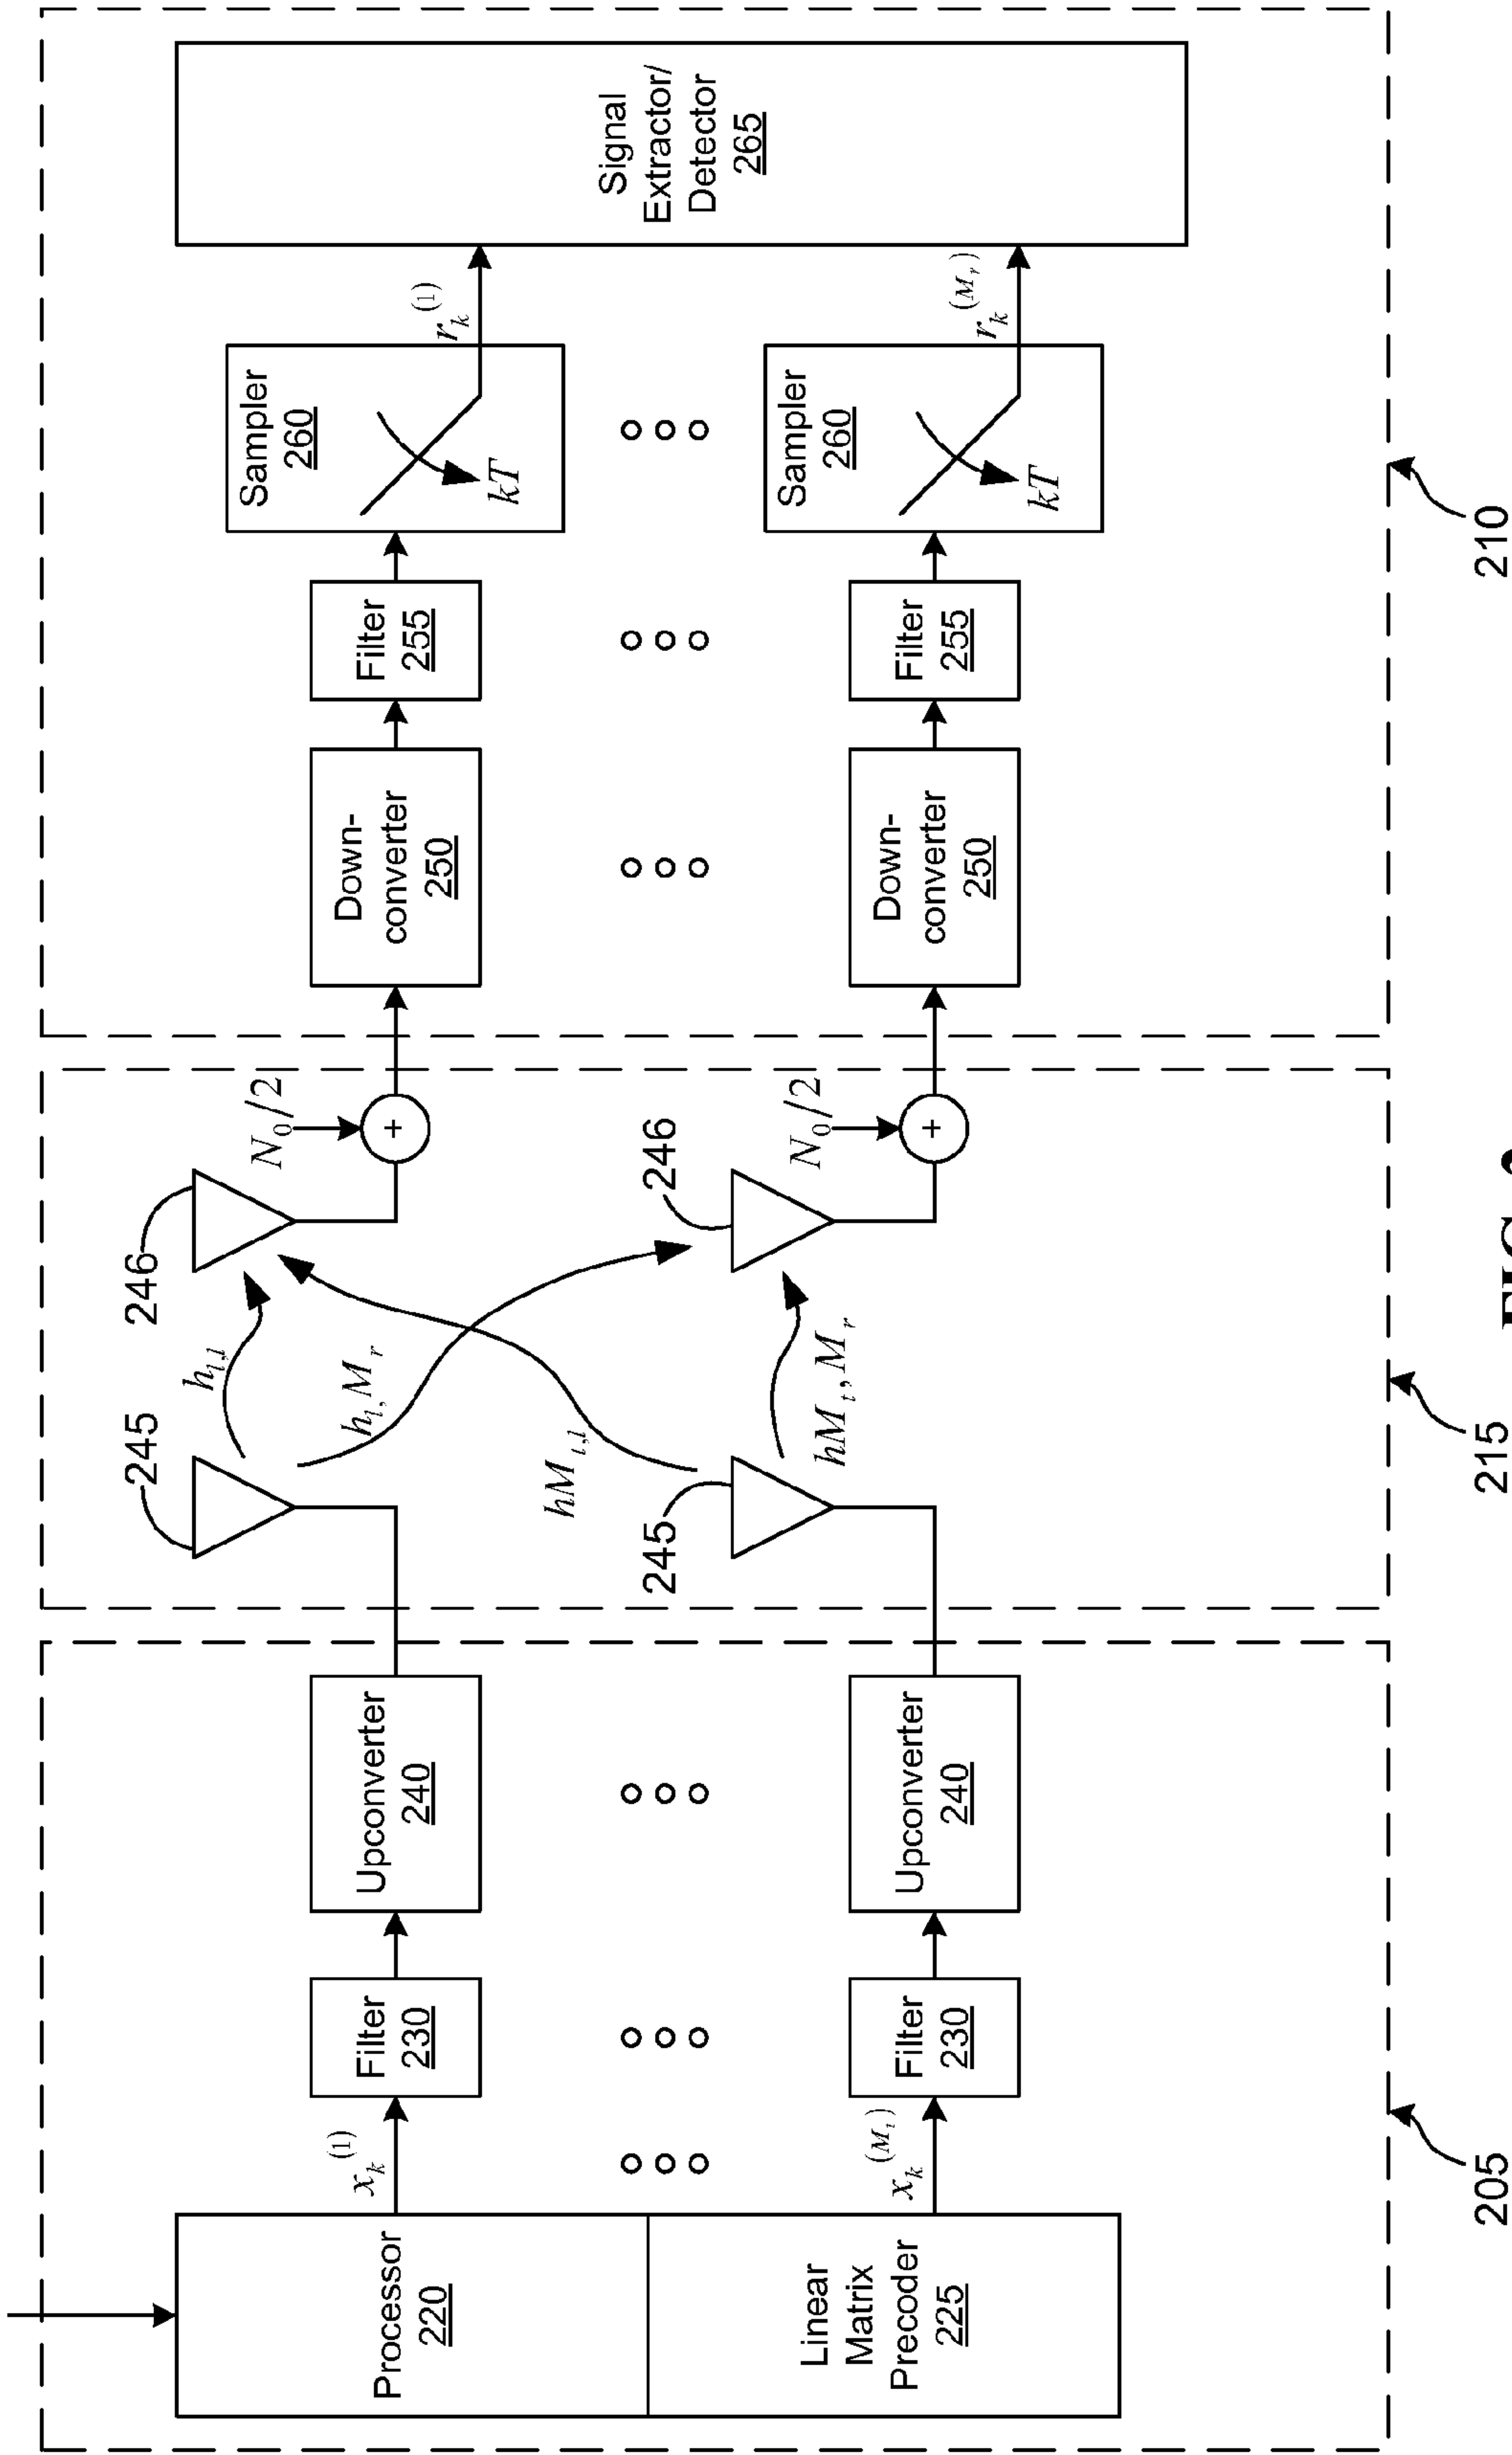 Processor
220
Linear
Matrix
Precoder
225
x_k^(1)
x_k^(M_t)
Filter
230
Filter
230
Upconverter
240
Upconverter
240
205
245
245
h_{1,1}
h_1, M_r
hM_{t,1}
hM_t, M_r
246
246
N_0/2
+
N_0/2
+
215
Down-
converter
250
Down-
converter
250
Filter
255
Filter
255
Sampler
260
kT
Sampler
260
kT
r_k^(1)
r_k^(M_r)
Signal
Extractor/
Detector
265
210